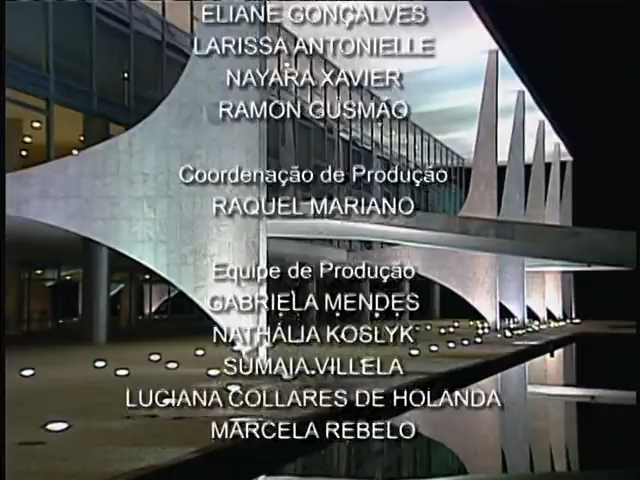 ELIANE GONÇALVES
LARISSA ANTONIELLE
NAYARA XAVIER
RAMON GUSMÃO
Coordenação de Produção
RAQUEL MARIANO
Equipe de Produção
GABRIELA MENDES
NATHÁLIA KOSLYK
SUMAIA VILLELA
LUCIANA COLLARES DE HOLANDA
MARCELA REBELO